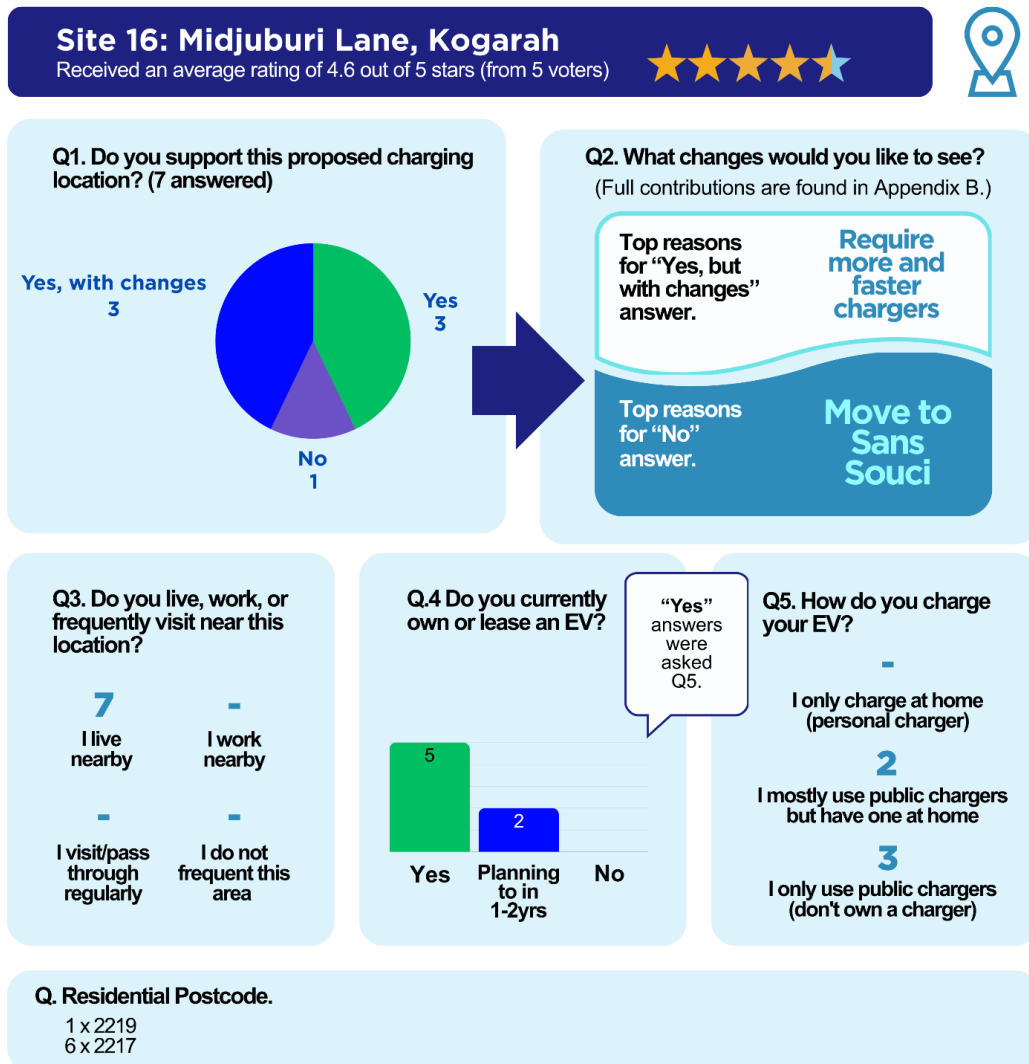 Site 16: Midjuburi Lane, Kogarah
Received an average rating of 4.6 out of 5 stars (from 5 voters)
Q1. Do you support this proposed charging
location? (7 answered)
Yes, with changes
3
Yes
3
No
1
Q2. What changes would you like to see?
(Full contributions are found in Appendix B.)
Top reasons
for “Yes, but
with changes”
answer.
Require
more and
faster
chargers
Top reasons
for “No”
answer.
Move to
Sans
Souci
Q3. Do you live, work, or
frequently visit near this
location?
7
I live
nearby
-
I work
nearby
-
I visit/pass
through
regularly
-
I do not
frequent this
area
Q.4 Do you currently
own or lease an EV?
5
2
Yes
Planning
to in
1-2yrs
No
“Yes”
answers
were
asked
Q5.
Q5. How do you charge
your EV?
-
I only charge at home
(personal charger)
2
I mostly use public chargers
but have one at home
3
I only use public chargers
(don't own a charger)
Q. Residential Postcode.
1 x 2219
6 x 2217